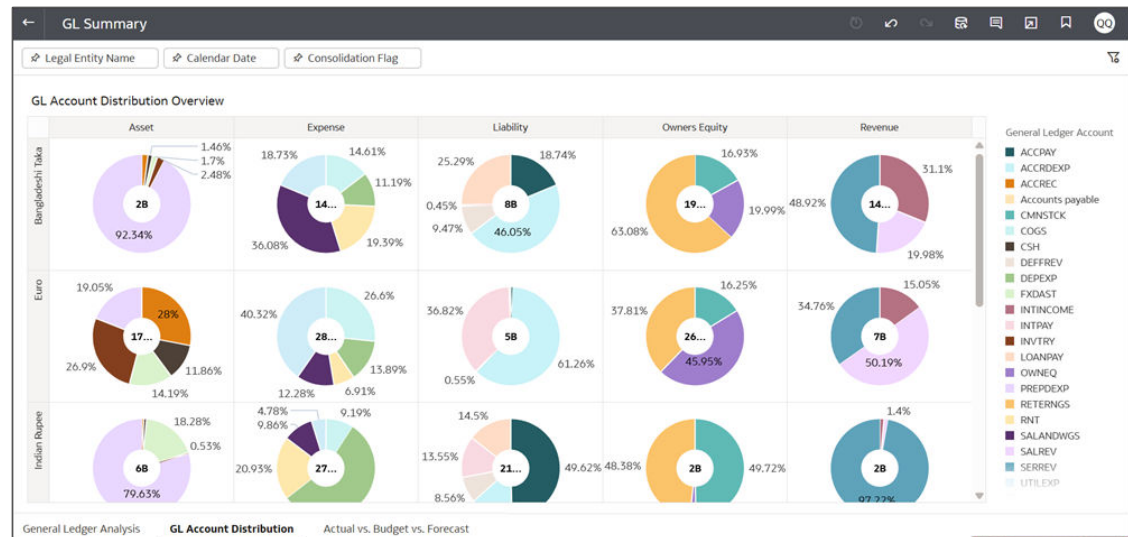 GL Summary
QQ
Legal Entity Name
Calendar Date
Consolidation Flag
GL Account Distribution Overview
Asset
Expense
Liability
Owners Equity
Revenue
Bangladeshi Taka
1.46%
1.7%
2.48%
2B
92.34%
18.73%
14.61%
11.19%
14...
36.08%
19.39%
25.29%
18.74%
0.45%
8B
9.47%
46.05%
16.93%
19...
19.99%
63.08%
31.1%
48.92%
14...
19.98%
Euro
19.05%
28%
17...
26.9%
11.86%
14.19%
40.32%
26.6%
28...
13.89%
12.28%
6.91%
36.82%
5B
0.55%
61.26%
37.81%
16.25%
26...
45.95%
34.76%
15.05%
7B
50.19%
Indian Rupee
18.28%
0.53%
6B
79.63%
4.78%
9.19%
9.86%
20.93%
27...
14.5%
13.55%
21...
49.62%
8.56%
48.38%
2B
49.72%
1.4%
2B
97.22%
General Ledger Account
ACCPAY
ACCRDEXP
ACCREC
Accounts payable
CMNSTCK
COGS
CSH
DEFFREV
DEPEXP
FXDAST
INTINCOME
INTPAY
INVTRY
LOANPAY
OWNEQ
PREPDEXP
RETERNGS
RNT
SALANDWGS
SALREV
SERREV
UTILEXP
General Ledger Analysis
GL Account Distribution
Actual vs. Budget vs. Forecast